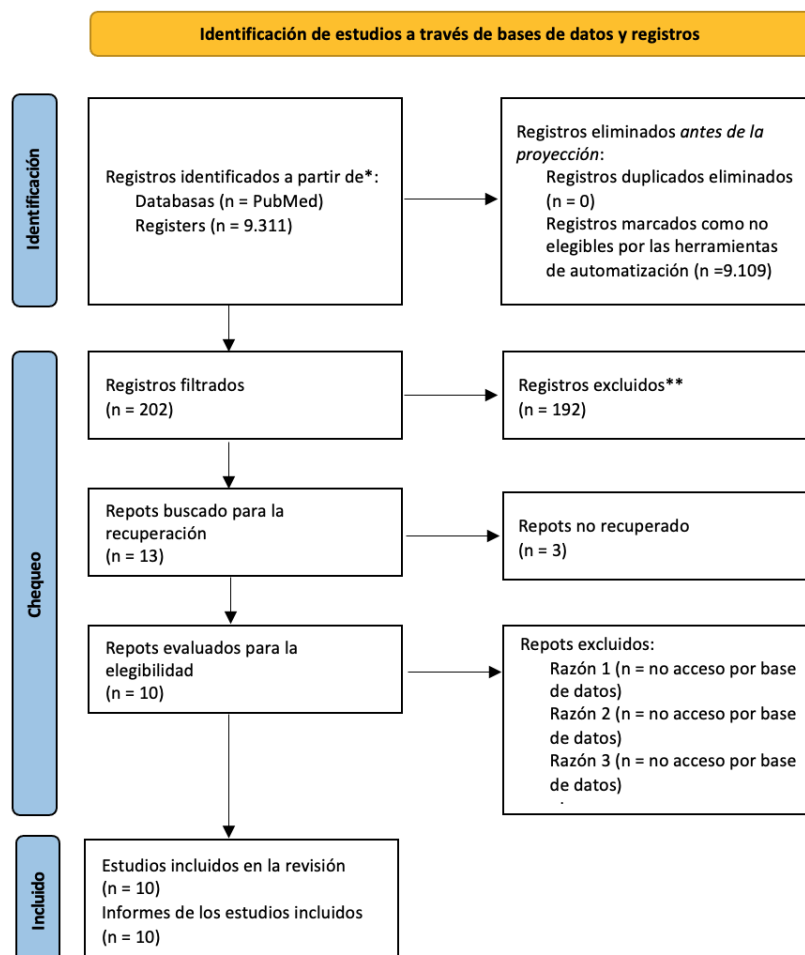 Identificación de estudios a través de bases de datos y registros
Identificación
Registros identificados a partir de*:
Databasas (n = PubMed)
Registers (n = 9.311)
Registros eliminados antes de la
proyección:
Registros duplicados eliminados
(n = 0)
Registros marcados como no
elegibles por las herramientas
de automatización (n =9.109)
Chequeo
Registros filtrados
(n = 202)
Registros excluidos**
(n = 192)
Repots buscado para la
recuperación
(n = 13)
Repots no recuperado
(n = 3)
Repots evaluados para la
elegibilidad
(n = 10)
Repots excluidos:
Razón 1 (n = no acceso por base
de datos)
Razón 2 (n = no acceso por base
de datos)
Razón 3 (n = no acceso por base
de datos)
Incluido
Estudios incluidos en la revisión
(n = 10)
Informes de los estudios incluidos
(n = 10)